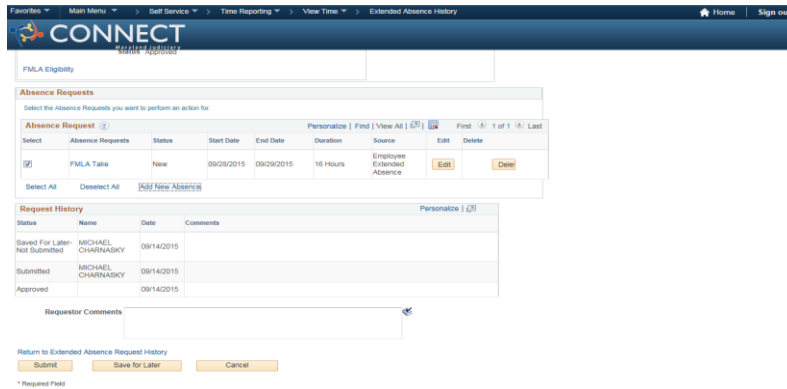 Favorites Main Menu > Self Service > Time Reporting > View Time > Extended Absence History Home Sign ou
CONNECT
Maryland Judiciary
Status Approved
FMLA Eligibility
Absence Requests
Select the Absence Requests you want to perform an action for.
Absence Request Personalize | Find | View All | | First 1 of 1 Last
Select Absence Requests Status Start Date End Date Duration Source Edit Delete
FMLA Take New 09/28/2015 09/29/2015 16 Hours Employee Extended Absence Edit Dele
Select All Deselect All Add New Absence
Request History Personalize |
Status Name Date Comments
Saved For Later-Not Submitted MICHAEL CHARNASKY 09/14/2015
Submitted MICHAEL CHARNASKY 09/14/2015
Approved 09/14/2015
Requestor Comments
Return to Extended Absence Request History
Submit Save for Later Cancel
* Required Field